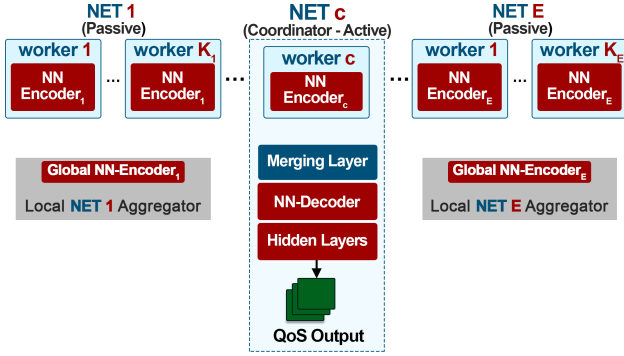 NET 1
(Passive)
worker 1
NN
Encoder1
...
worker K1
NN
Encoder1
...
NET c
(Coordinator - Active)
worker c
NN
Encoderc
...
NET E
(Passive)
worker 1
NN
EncoderE
...
worker KE
NN
EncoderE
Global NN-Encoder1
Local NET 1 Aggregator
Merging Layer
NN-Decoder
Hidden Layers
QoS Output
Global NN-EncoderE
Local NET E Aggregator